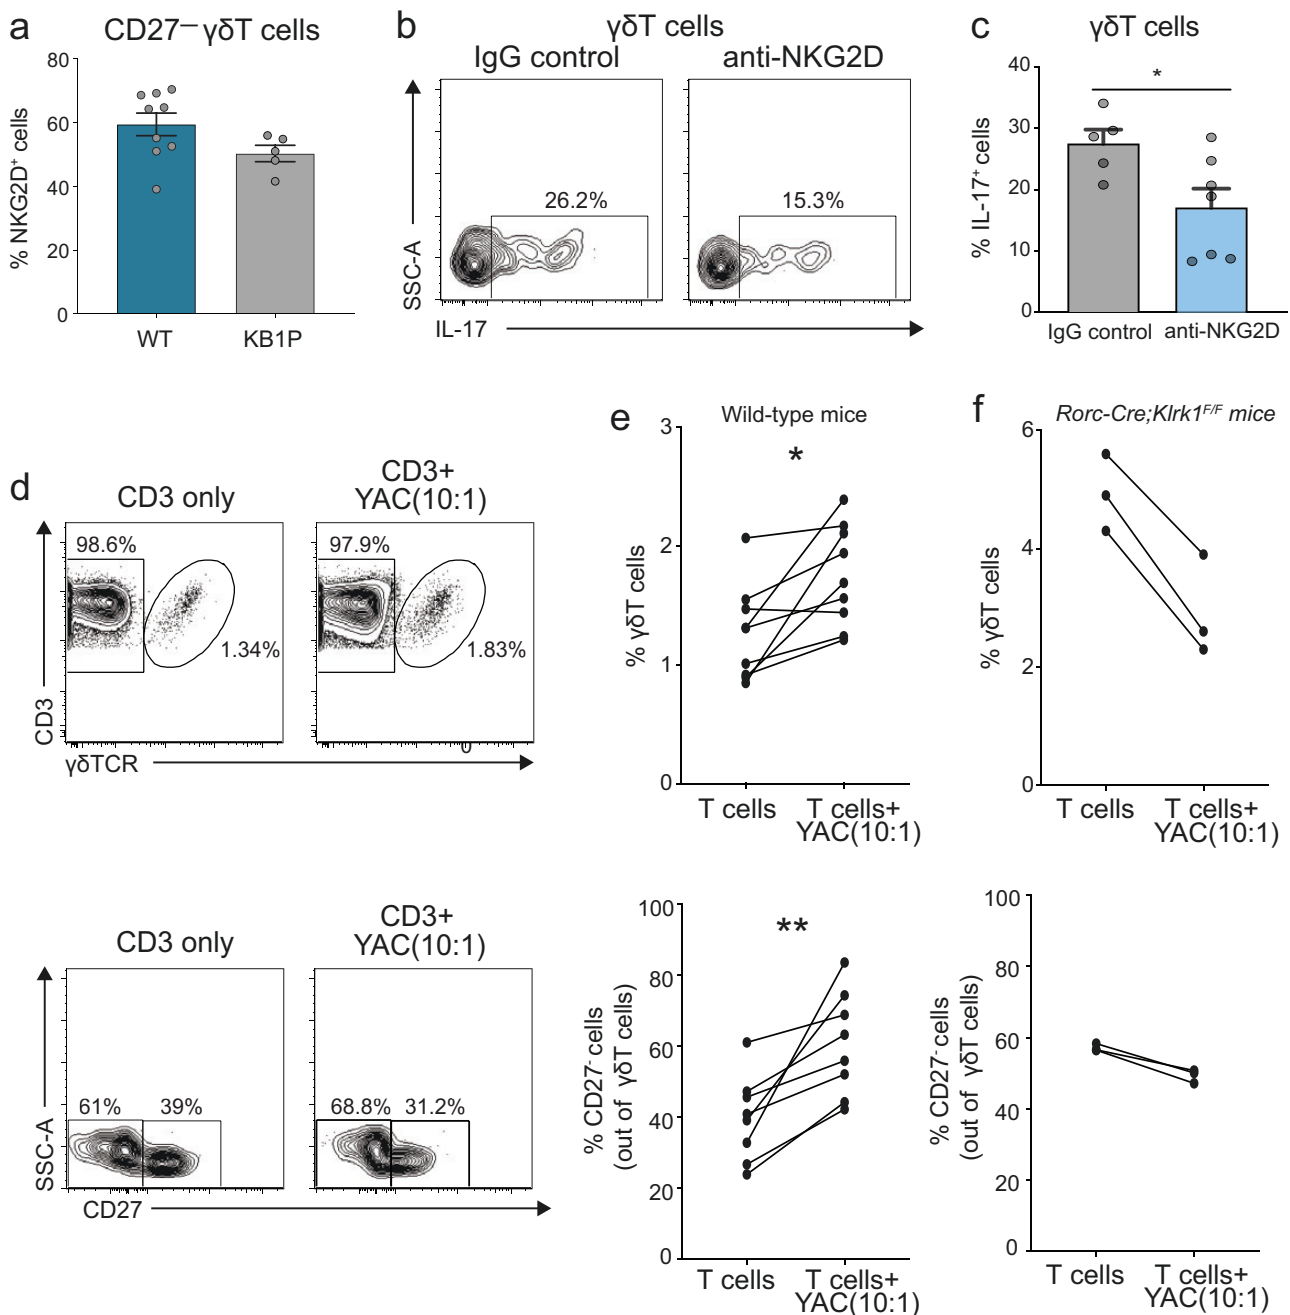 a
CD27— γδT cells
% NKG2D+ cells
80
60
40
20
0
WT
KB1P
b
γδT cells
IgG control
anti-NKG2D
26.2%
15.3%
SSC-A
IL-17
c
γδT cells
% IL-17+ cells
40
30
20
10
0
*
IgG control
anti-NKG2D
d
CD3 only
CD3+
YAC(10:1)
98.6%
1.34%
97.9%
1.83%
CD3
γδTCR
CD3 only
CD3+
YAC(10:1)
61%
39%
68.8%
31.2%
SSC-A
CD27
e
Wild-type mice
*
% γδT cells
3
2
1
0
T cells
T cells+
YAC(10:1)
**
% CD27- cells
(out of γδT cells)
100
80
60
40
20
0
T cells
T cells+
YAC(10:1)
f
Rorc-Cre;Klrk1F/F mice
% γδT cells
6
4
2
0
T cells
T cells+
YAC(10:1)
% CD27- cells
(out of γδT cells)
100
80
60
40
20
0
T cells
T cells+
YAC(10:1)